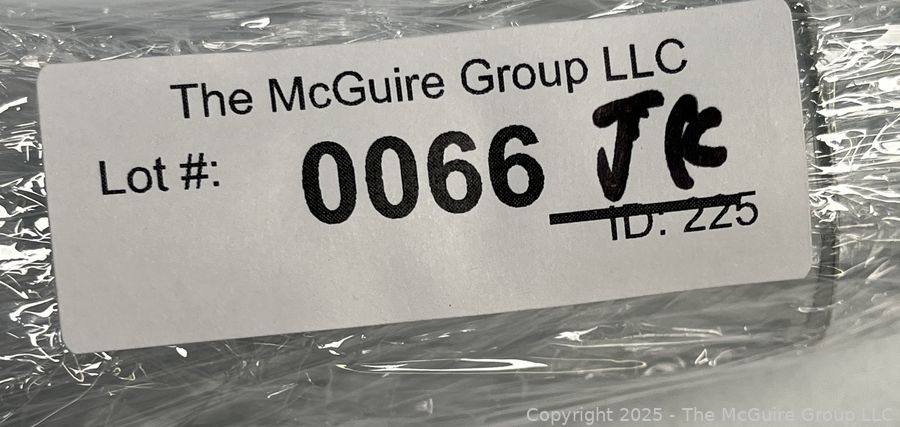 The McGuire Group LLC
Lot #: 0066 JK
ID: 225
Copyright 2025 - The McGuire Group LLC